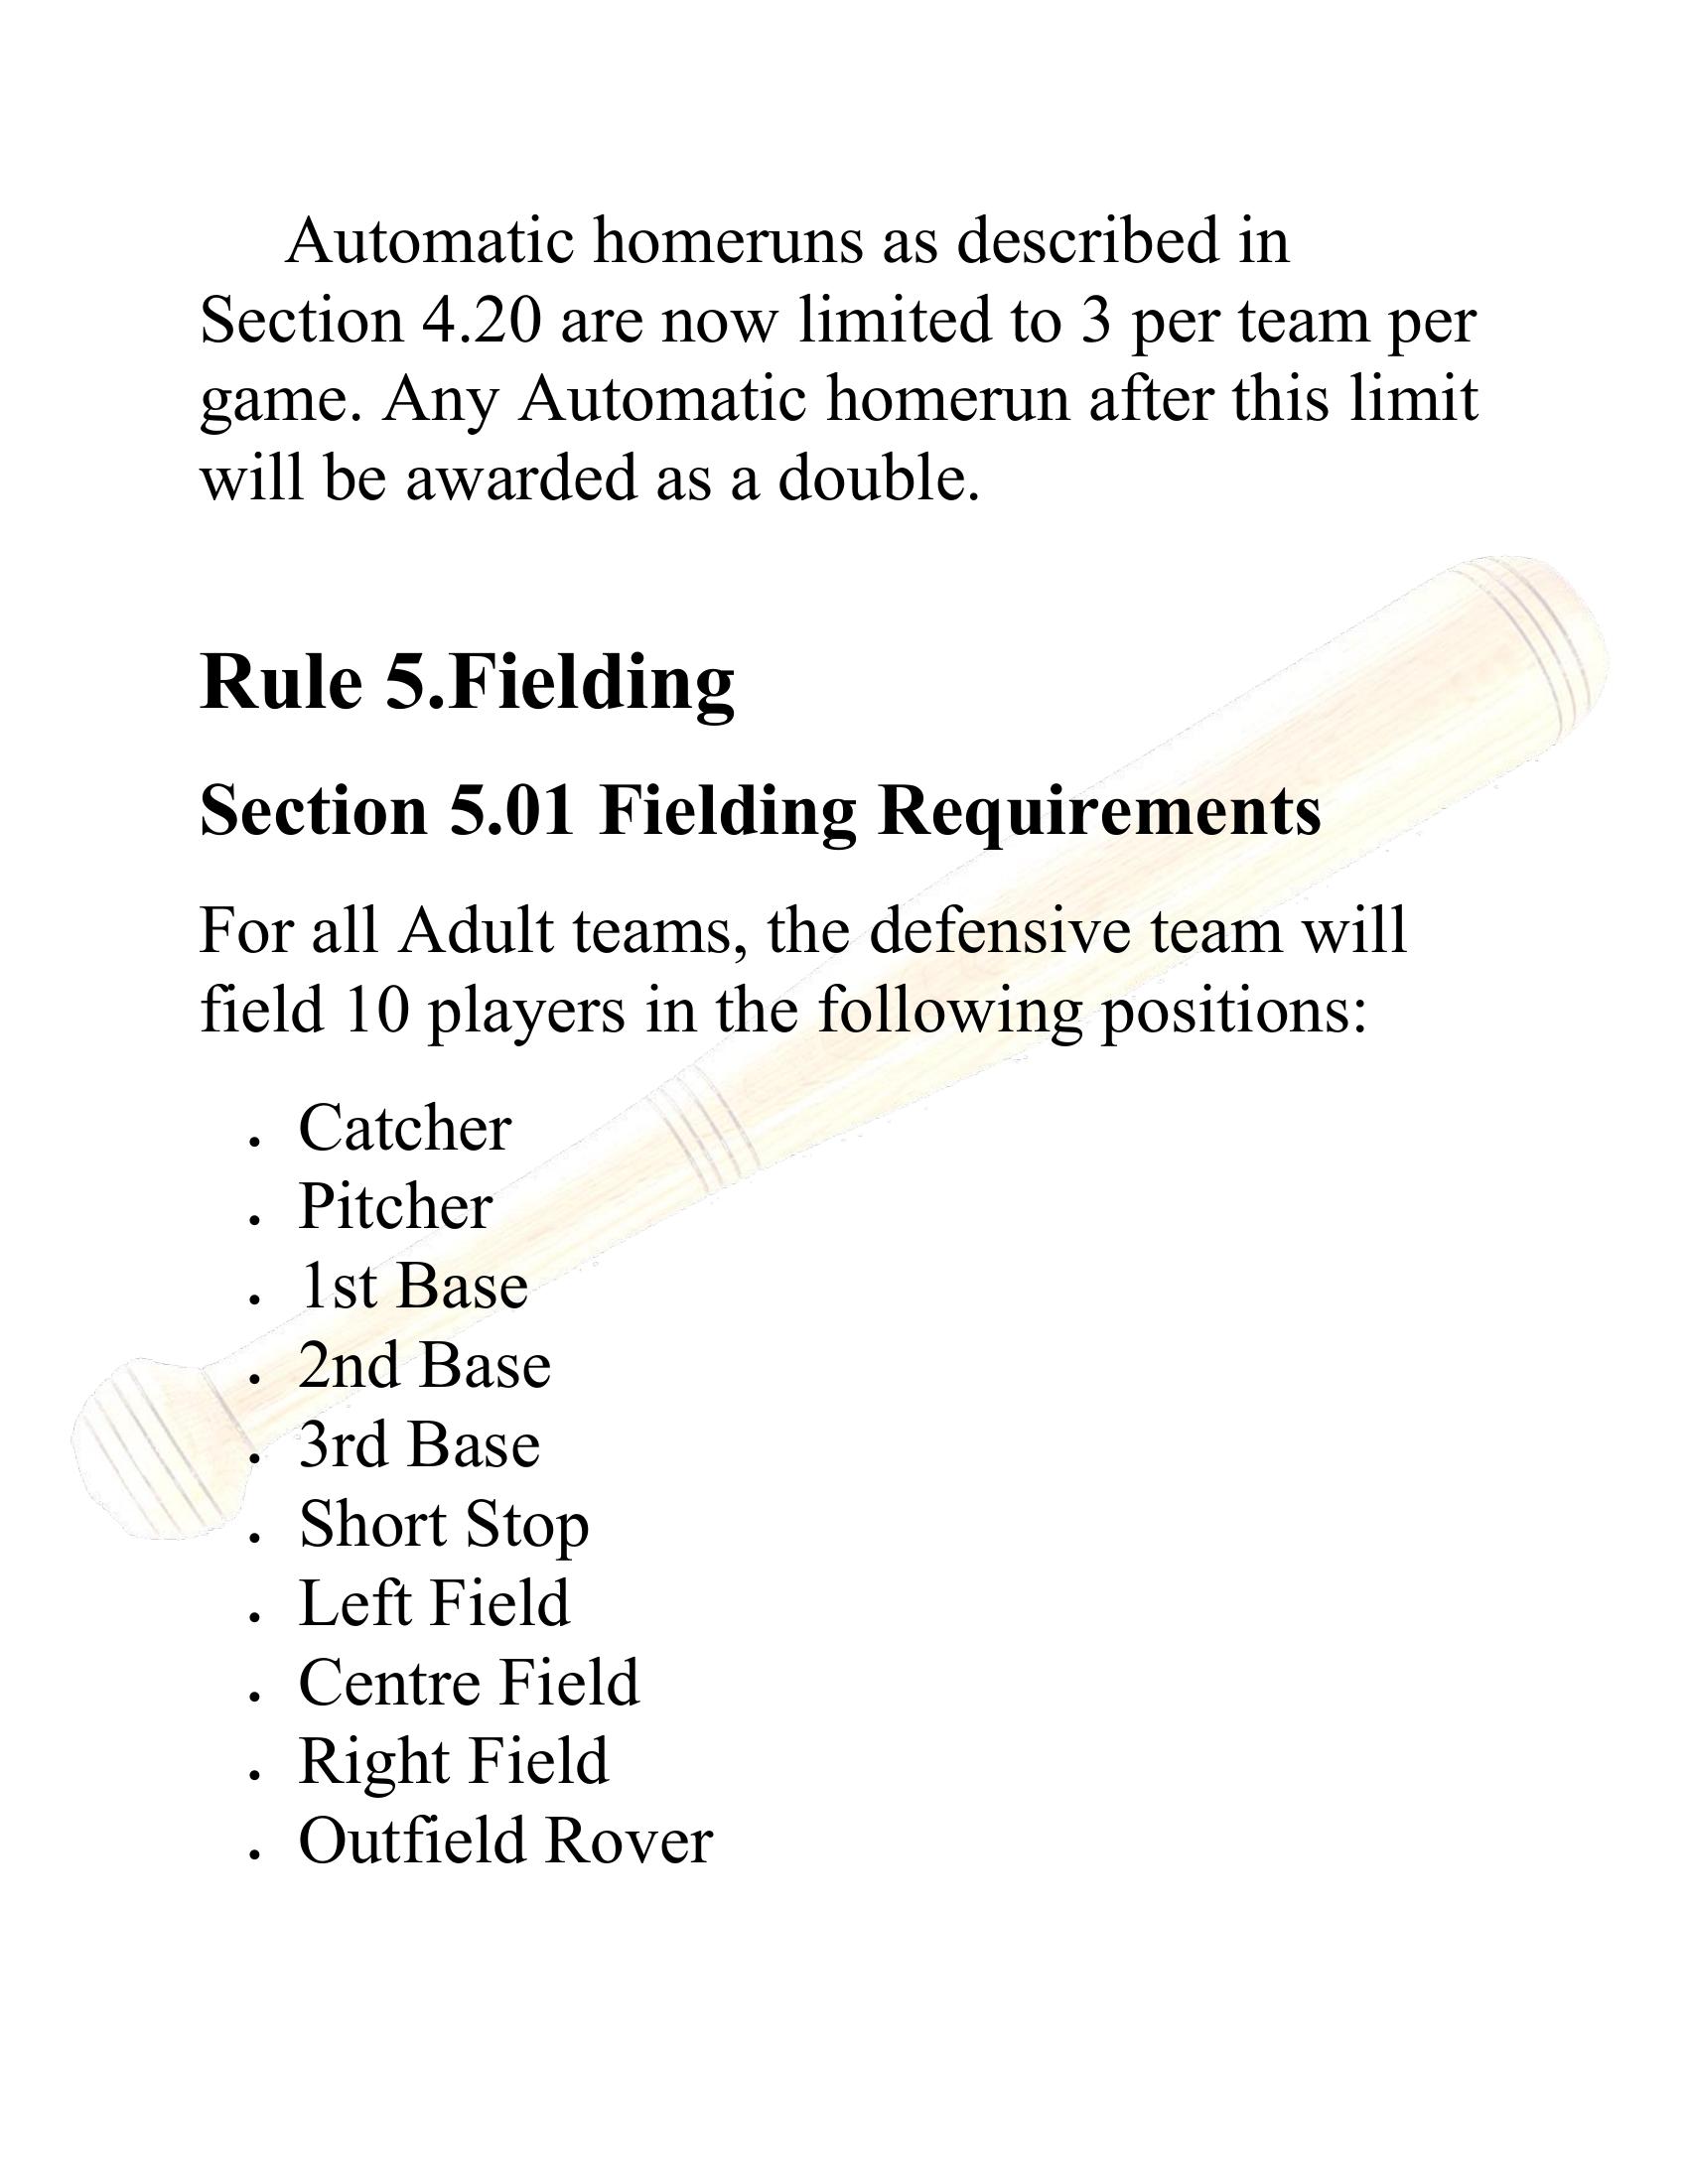 Automatic homeruns as described in
Section 4.20 are now limited to 3 per team per
game. Any Automatic homerun after this limit
will be awarded as a double.
Rule 5.Fielding
Section 5.01 Fielding Requirements
For all Adult teams, the defensive team will
field 10 players in the following positions:
• Catcher
• Pitcher
• 1st Base
• 2nd Base
• 3rd Base
• Short Stop
• Left Field
• Centre Field
• Right Field
• Outfield Rover